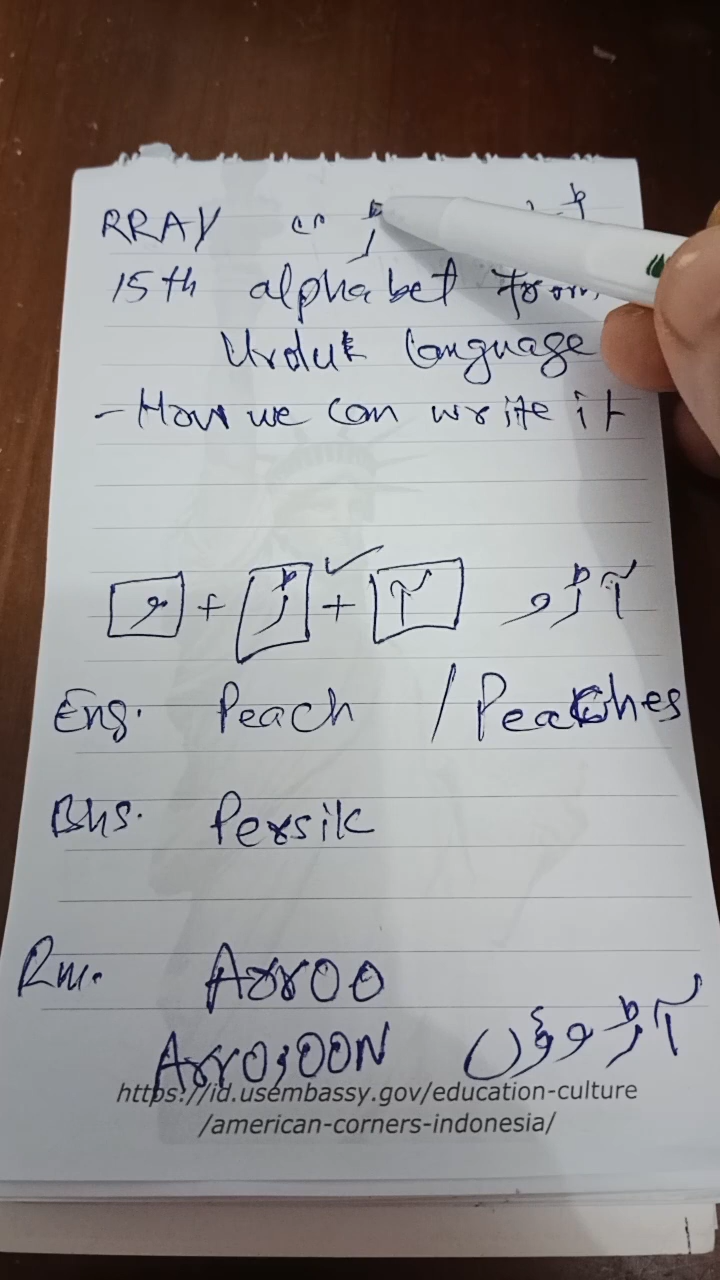 RRAY ڑ
15th alphabet from
Urduk language
- How we can write it
و + ڑ + آ آڑو
Eng. Peach / Peaches
Bhs. Persik
Rm. ArrOO
ArrO,OON آڑوؤں
https://id.usembassy.gov/education-culture
/american-corners-indonesia/